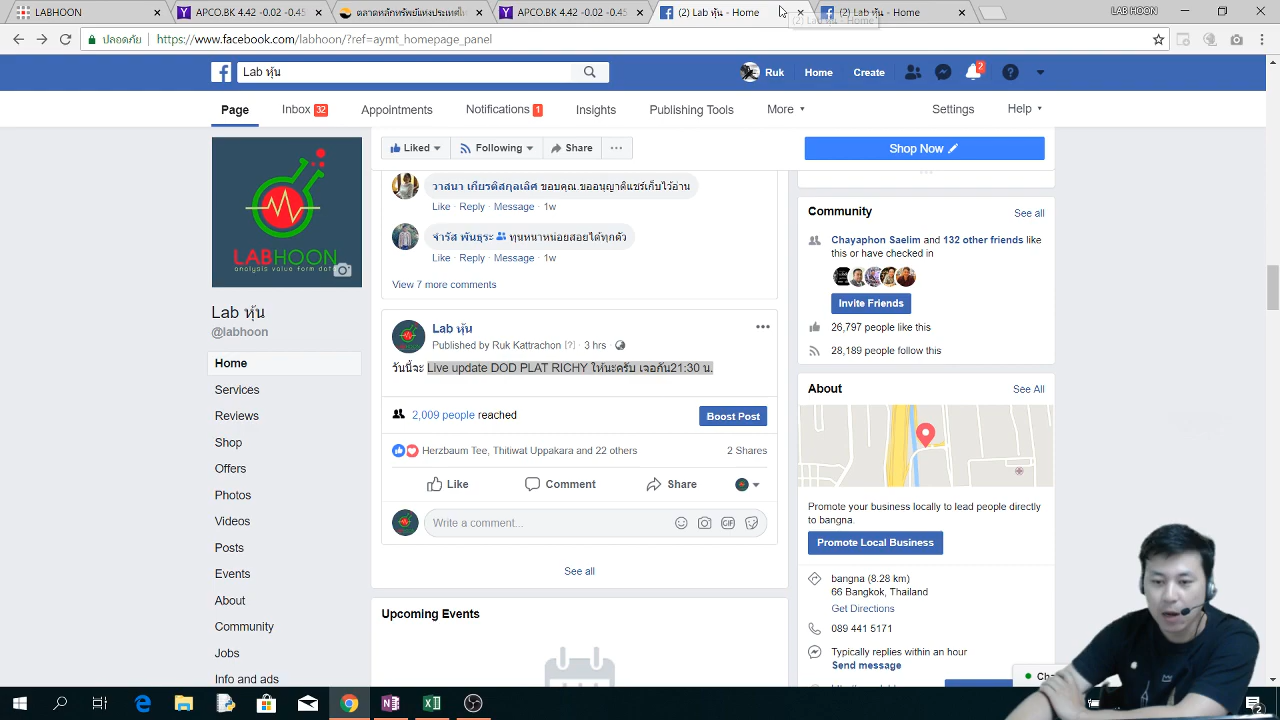 LABHOON
APCO.BK 4.42 -0.02 -0.45
ตลาดหลักทรัพย์แห่งประเทศไ
APCO.BK 4.42 -0.02 -0.45
(2) Lab หุ้น - Home
(2) Lab หุ้น - Home
LAB HOON
ปลอดภัย https://www.facebook.com/labhoon/?ref=aymt_homepage_panel
Lab หุ้น
Ruk Home Create 2
Page Inbox 32 Appointments Notifications 1 Insights Publishing Tools More Settings Help
Liked Following Share
Shop Now
LABHOON
analysis value form data
Lab หุ้น
@labhoon
Home
Services
Reviews
Shop
Offers
Photos
Videos
Posts
Events
About
Community
Jobs
Info and ads
วาสนา เกียรติสกุลเลิศ ขอบคุณ.ขออนุญาติแชร์เก็บไว้อ่าน
Like · Reply · Message · 1w
จำรัส พันธุระ ทุนหนาหน่อยสอยได้ทุกตัว
Like · Reply · Message · 1w
View 7 more comments
Lab หุ้น
Published by Ruk Kattrachon [?] · 3 hrs ·
วันนี้จะ Live update DOD PLAT RICHY ให้นะครับ เจอกัน21:30 น.
2,009 people reached
Boost Post
Herzbaum Tee, Thitiwat Uppakara and 22 others
2 Shares
Like Comment Share
Write a comment...
GIF
See all
Upcoming Events
Community
See all
Chayaphon Saelim and 132 other friends like
this or have checked in
Invite Friends
26,797 people like this
28,189 people follow this
About
See All
Promote your business locally to lead people directly
to bangna.
Promote Local Business
bangna (8.28 km)
66 Bangkok, Thailand
Get Directions
089 441 5171
Typically replies within an hour
Send message
2